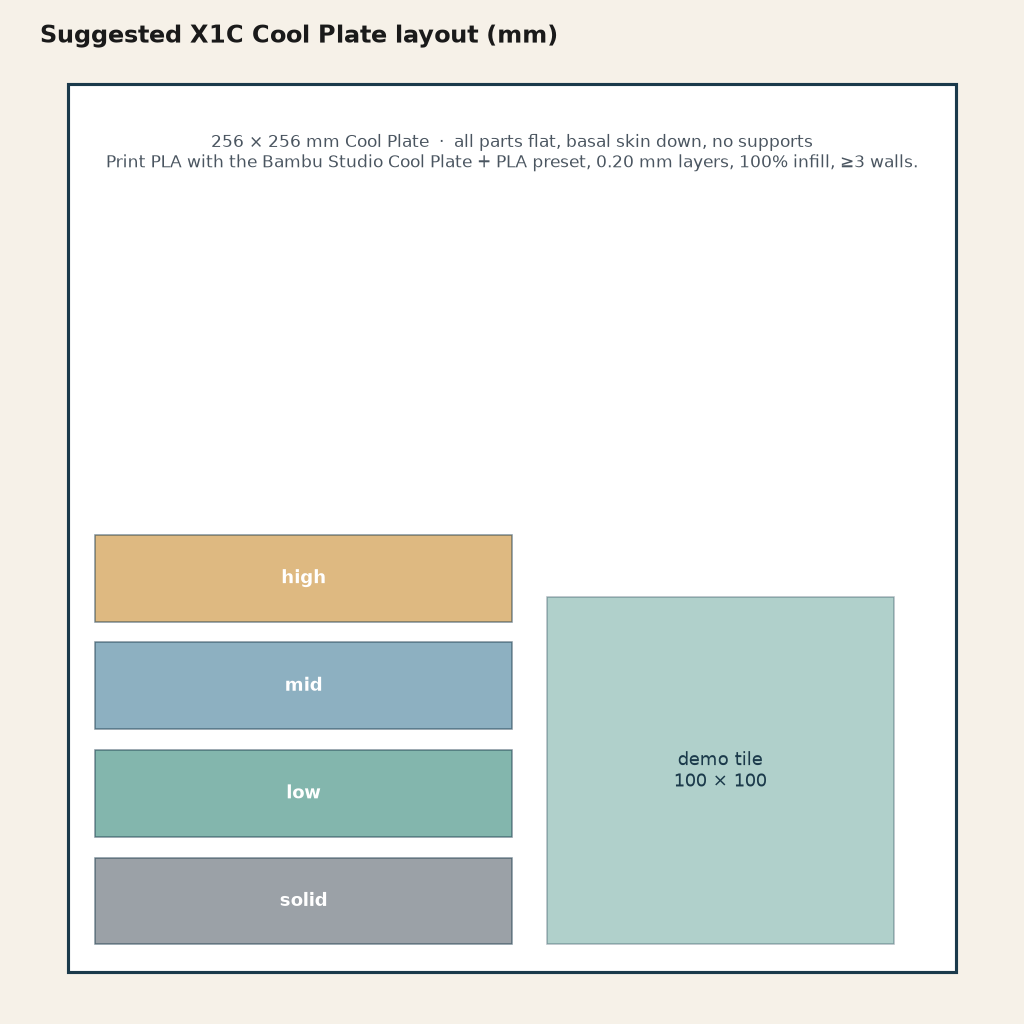 Suggested X1C Cool Plate layout (mm)
256 × 256 mm Cool Plate · all parts flat, basal skin down, no supports
Print PLA with the Bambu Studio Cool Plate + PLA preset, 0.20 mm layers, 100% infill, ≥3 walls.
high
mid
low
solid
demo tile
100 × 100